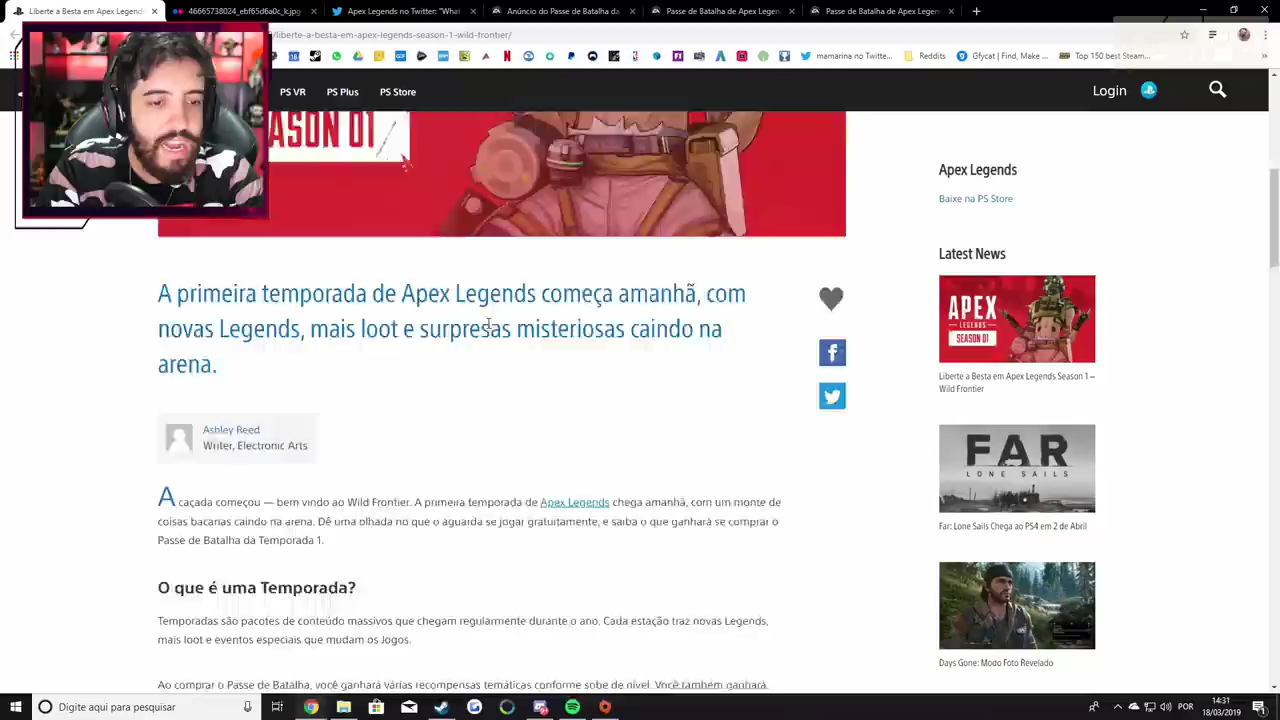 Liberte a Besta em Apex Legend
46665738024_ebf65d6a0c_k.jpg
Apex Legends no Twitter: "What
Anúncio do Passe de Batalha da
Passe de Batalha de Apex Legen
Passe de Batalha de Apex Legen
/liberte-a-besta-em-apex-legends-season-1-wild-frontier/
mamarina no Twitte...
Reddits
Gfycat | Find, Make ...
Top 150 best Steam...
PS VR
PS Plus
PS Store
Login
SEASON 01
A primeira temporada de Apex Legends começa amanhã, com
novas Legends, mais loot e surpresas misteriosas caindo na
arena.
Ashley Reed
Writer, Electronic Arts
A caçada começou — bem vindo ao Wild Frontier. A primeira temporada de Apex Legends chega amanhã, com um monte de
coisas bacanas caindo na arena. Dê uma olhada no que o aguarda se jogar gratuitamente, e saiba o que ganhará se comprar o
Passe de Batalha da Temporada 1.
O que é uma Temporada?
Temporadas são pacotes de conteúdo massivos que chegam regularmente durante o ano. Cada estação traz novas Legends,
mais loot e eventos especiais que mudam os Jogos.
Ao comprar o Passe de Batalha, você ganhará várias recompensas temáticas conforme sobe de nível. Você também ganhará
Apex Legends
Baixe na PS Store
Latest News
APEX
LEGENDS
SEASON 01
Liberte a Besta em Apex Legends Season 1 –
Wild Frontier
FAR
LONE SAILS
Far: Lone Sails Chega ao PS4 em 2 de Abril
Days Gone: Modo Foto Revelado
Digite aqui para pesquisar
POR
14:31
18/03/2019